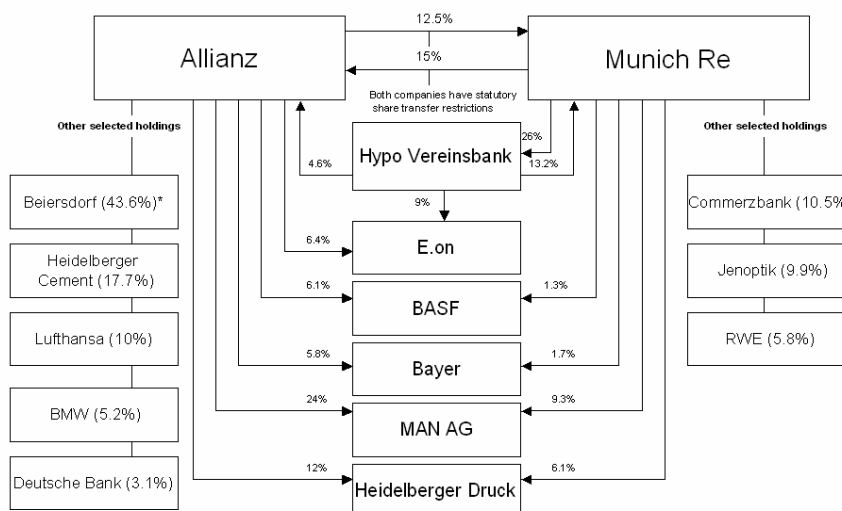 12.5%
Allianz
15%
Munich Re
Both companies have statutory
share transfer restrictions
Other selected holdings
Other selected holdings
26%
Hypo Vereinsbank
4.6%
13.2%
Beiersdorf (43.6%)*
Commerzbank (10.5%)
9%
6.4%
E.on
Heidelberger
Cement (17.7%)
Jenoptik (9.9%)
6.1%
1.3%
BASF
Lufthansa (10%)
RWE (5.8%)
5.8%
1.7%
Bayer
24%
9.3%
BMW (5.2%)
MAN AG
12%
6.1%
Deutsche Bank (3.1%)
Heidelberger Druck